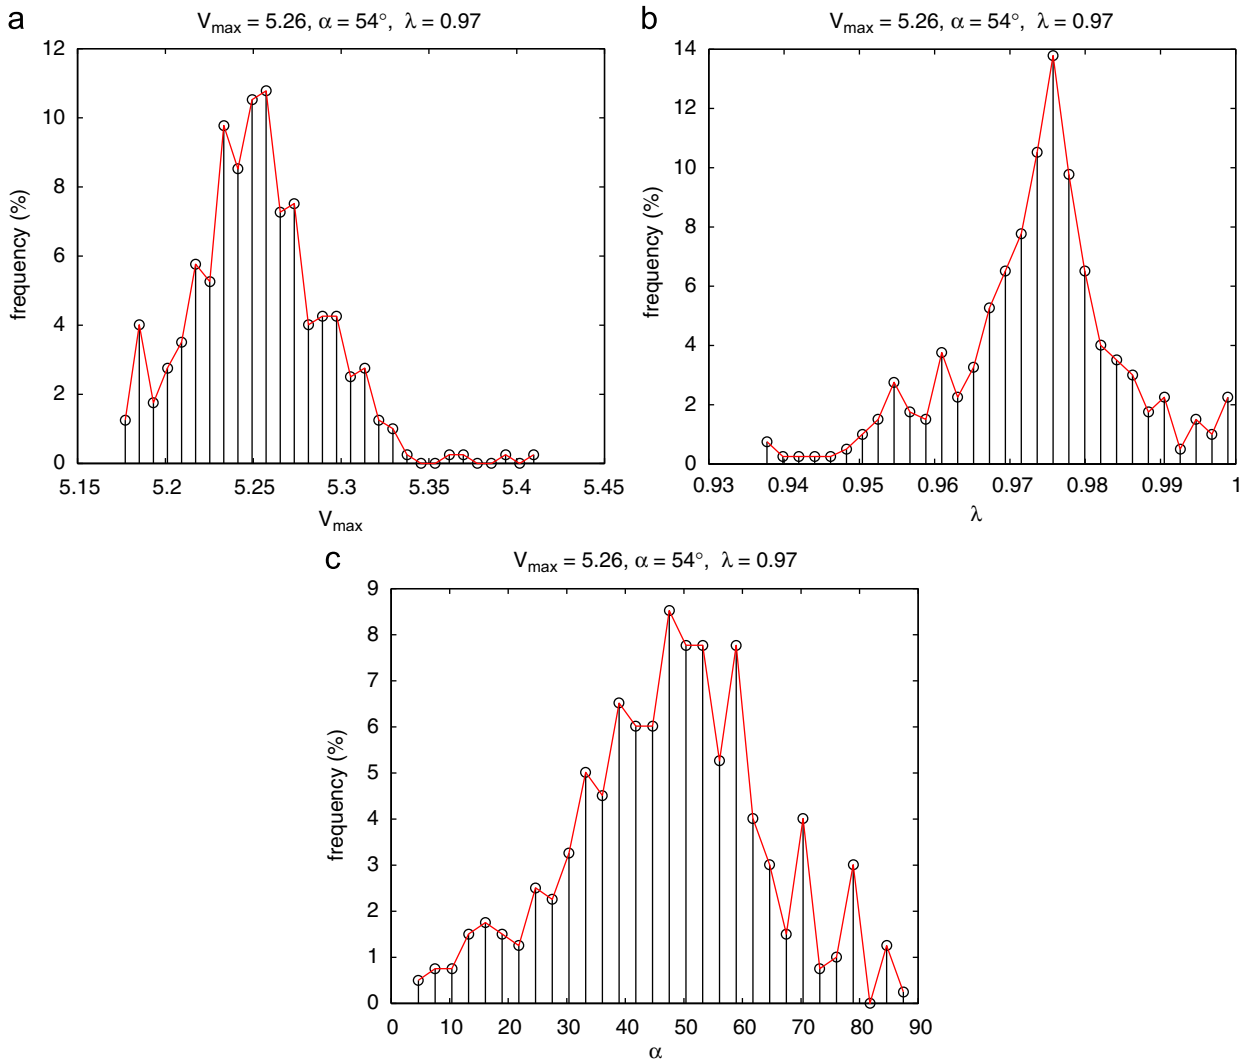 a
V_max = 5.26, α = 54°, λ = 0.97
12
10
8
6
4
2
0
frequency (%)
5.15 5.2 5.25 5.3 5.35 5.4 5.45
V_max
b
V_max = 5.26, α = 54°, λ = 0.97
14
12
10
8
6
4
2
0
frequency (%)
0.93 0.94 0.95 0.96 0.97 0.98 0.99 1
λ
c
V_max = 5.26, α = 54°, λ = 0.97
9
8
7
6
5
4
3
2
1
0
frequency (%)
0 10 20 30 40 50 60 70 80 90
α